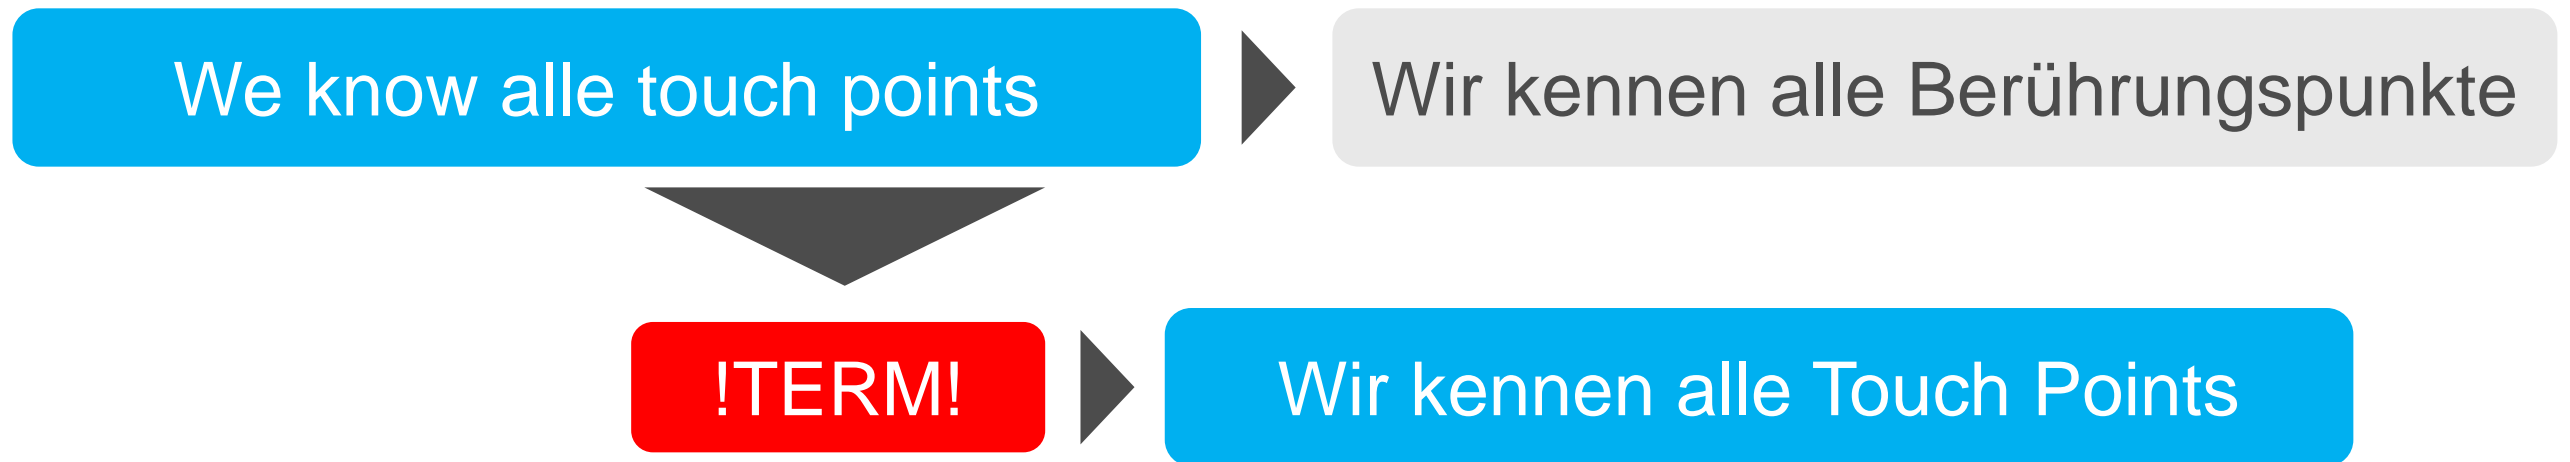 We know alle touch points
Wir kennen alle Berührungspunkte
!TERM!
Wir kennen alle Touch Points